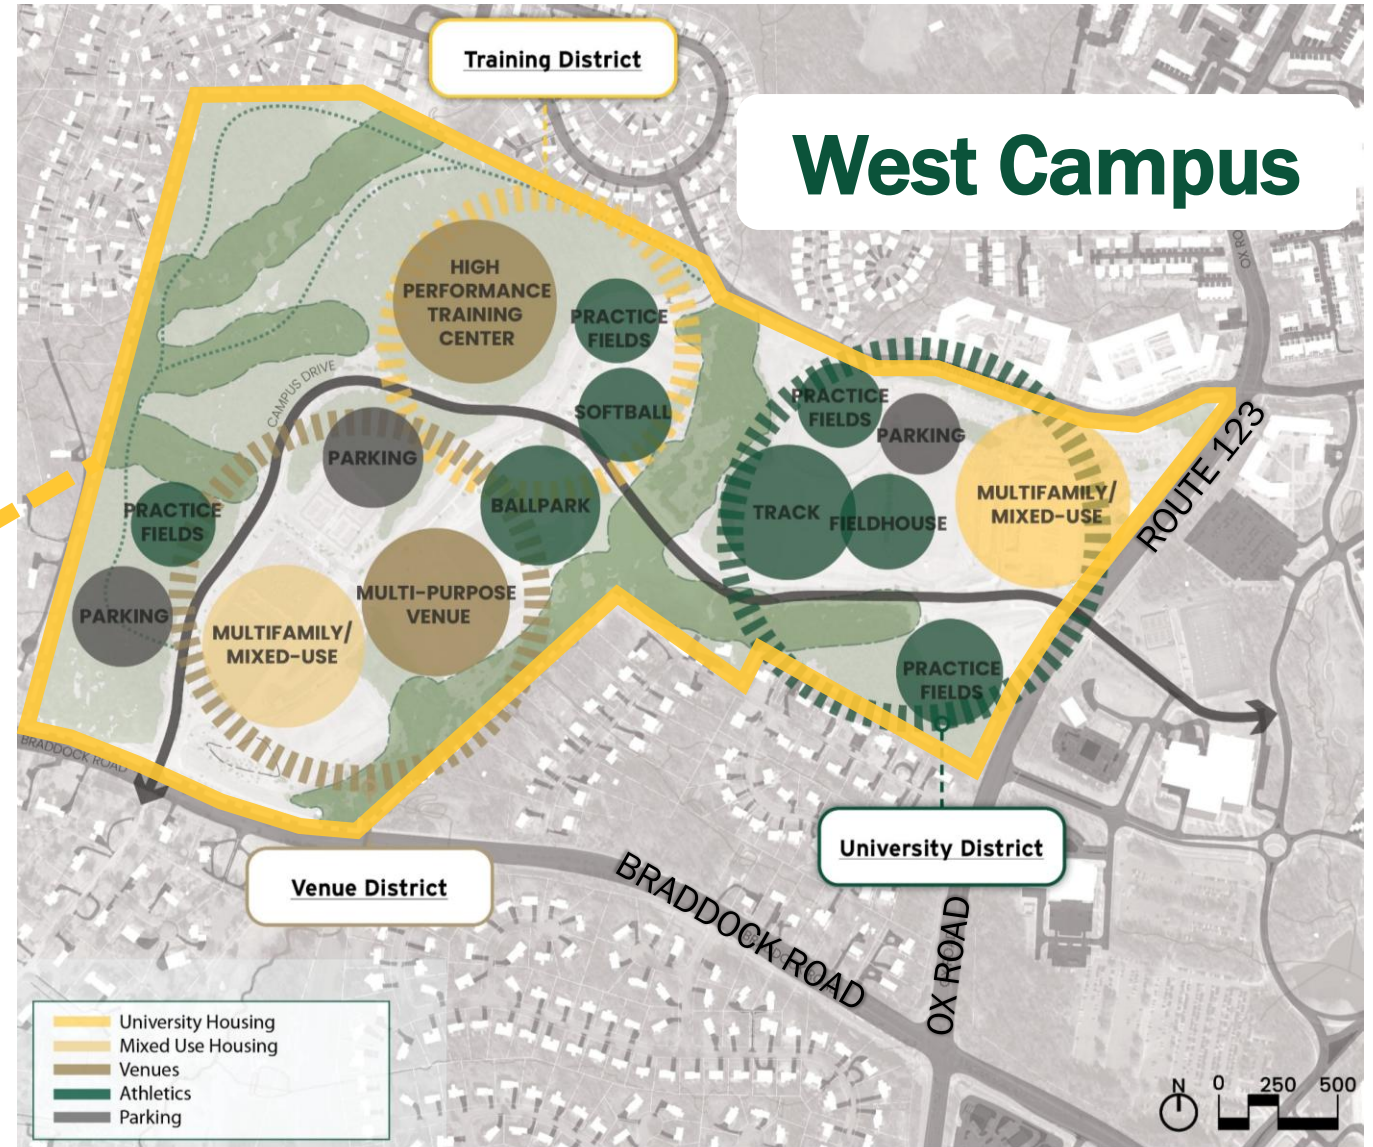 Training District
West Campus
OX RO
HIGH
PERFORMANCE
TRAINING
CENTER
PRACTICE
FIELDS
SOFTBALL
CAMPUS DRIVE
PARKING
BALLPARK
PRACTICE
FIELDS
PARKING
MULTIFAMILY/
MIXED-USE
MULTI-PURPOSE
VENUE
PRACTICE
FIELDS
PARKING
TRACK
FIELDHOUSE
MULTIFAMILY/
MIXED-USE
ROUTE 123
PRACTICE
FIELDS
BRADDOCK ROAD
Venue District
University District
BRADDOCK ROAD
OX ROAD
University Housing
Mixed Use Housing
Venues
Athletics
Parking
N
0 250 500